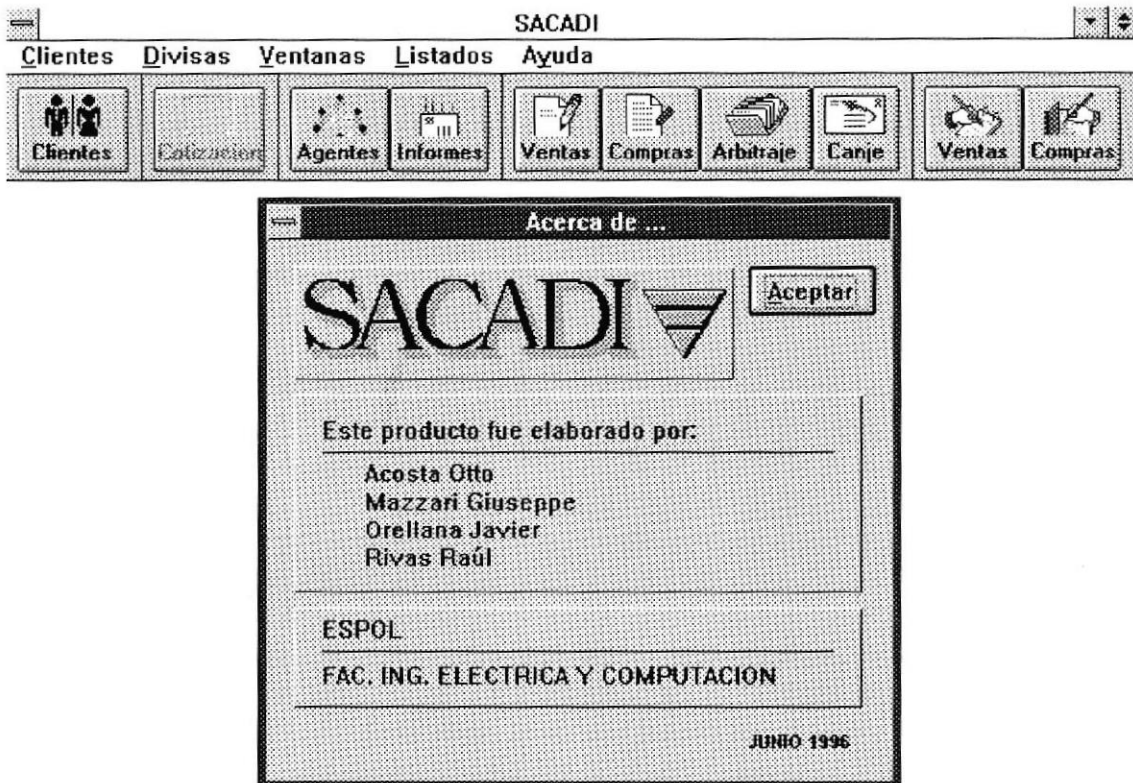 SACADI
Clientes Divisas Ventanas Listados Ayuda
Clientes Cotización Agentes Informes Ventas Compras Arbitraje Canje Ventas Compras
Acerca de ...
SACADI
Aceptar
Este producto fue elaborado por:
Acosta Otto
Mazzari Giuseppe
Orellana Javier
Rivas Raúl
ESPOL
FAC. ING. ELECTRICA Y COMPUTACION
JUNIO 1996